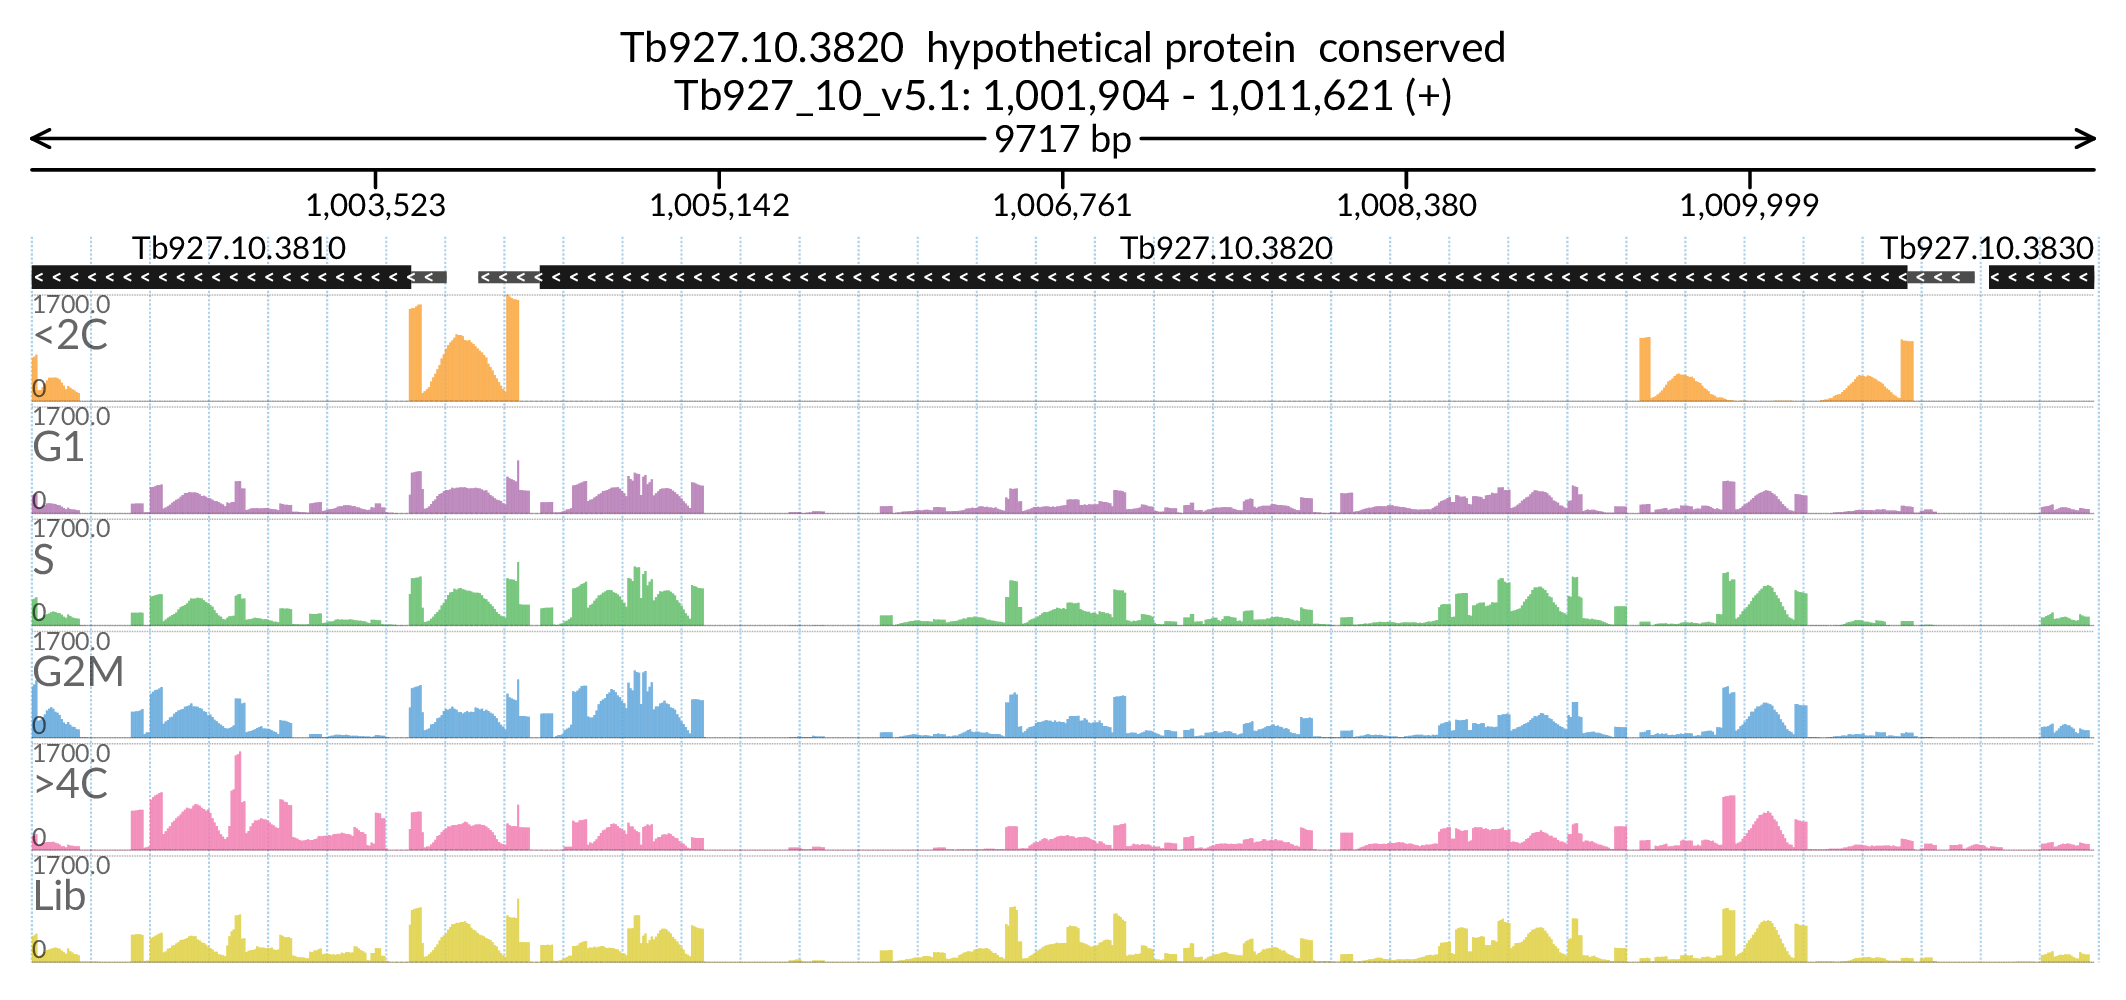 Tb927.10.3820 hypothetical protein conserved
Tb927_10_v5.1: 1,001,904 - 1,011,621 (+)
9717 bp
1,003,523 1,005,142 1,006,761 1,008,380 1,009,999
Tb927.10.3810 Tb927.10.3820 Tb927.10.3830
1700.0
<2C
0
1700.0
G1
0
1700.0
S
0
1700.0
G2M
0
1700.0
>4C
0
1700.0
Lib
0